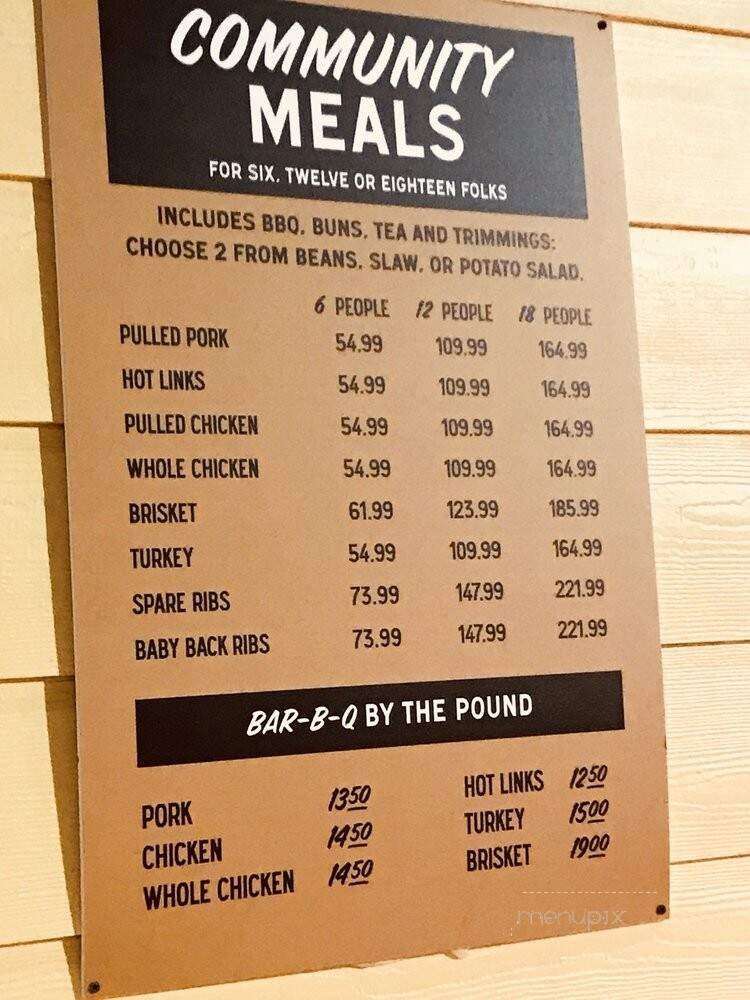 COMMUNITY
MEALS
FOR SIX, TWELVE OR EIGHTEEN FOLKS
INCLUDES BBQ, BUNS, TEA AND TRIMMINGS:
CHOOSE 2 FROM BEANS, SLAW, OR POTATO SALAD.
6 PEOPLE 12 PEOPLE 18 PEOPLE
PULLED PORK 54.99 109.99 164.99
HOT LINKS 54.99 109.99 164.99
PULLED CHICKEN 54.99 109.99 164.99
WHOLE CHICKEN 54.99 109.99 164.99
BRISKET 61.99 123.99 185.99
TURKEY 54.99 109.99 164.99
SPARE RIBS 73.99 147.99 221.99
BABY BACK RIBS 73.99 147.99 221.99
BAR-B-Q BY THE POUND
PORK 1350 HOT LINKS 1250
CHICKEN 1450 TURKEY 1500
WHOLE CHICKEN 1450 BRISKET 1900
menupix